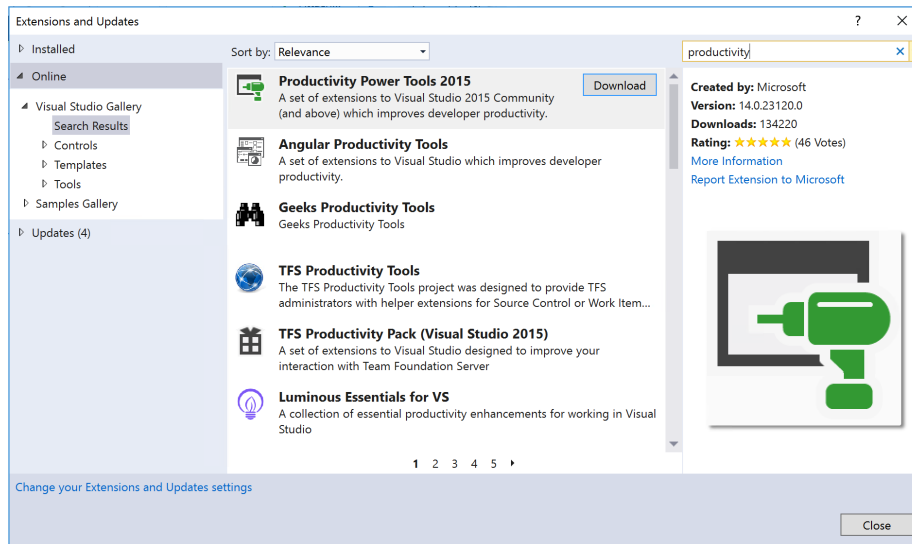 Extensions and Updates
Installed
Online
Visual Studio Gallery
Search Results
Controls
Templates
Tools
Samples Gallery
Updates (4)
Sort by: Relevance
Productivity Power Tools 2015
Download
A set of extensions to Visual Studio 2015 Community
(and above) which improves developer productivity.
Angular Productivity Tools
A set of extensions to Visual Studio which improves developer
productivity.
Geeks Productivity Tools
Geeks Productivity Tools
TFS Productivity Tools
The TFS Productivity Tools project was designed to provide TFS
administrators with helper extensions for Source Control or Work Item...
TFS Productivity Pack (Visual Studio 2015)
A set of extensions to Visual Studio designed to improve your
interaction with Team Foundation Server
Luminous Essentials for VS
A collection of essential productivity enhancements for working in Visual
Studio
1 2 3 4 5
productivity
Created by: Microsoft
Version: 14.0.23120.0
Downloads: 134220
Rating: (46 Votes)
More Information
Report Extension to Microsoft
Change your Extensions and Updates settings
Close